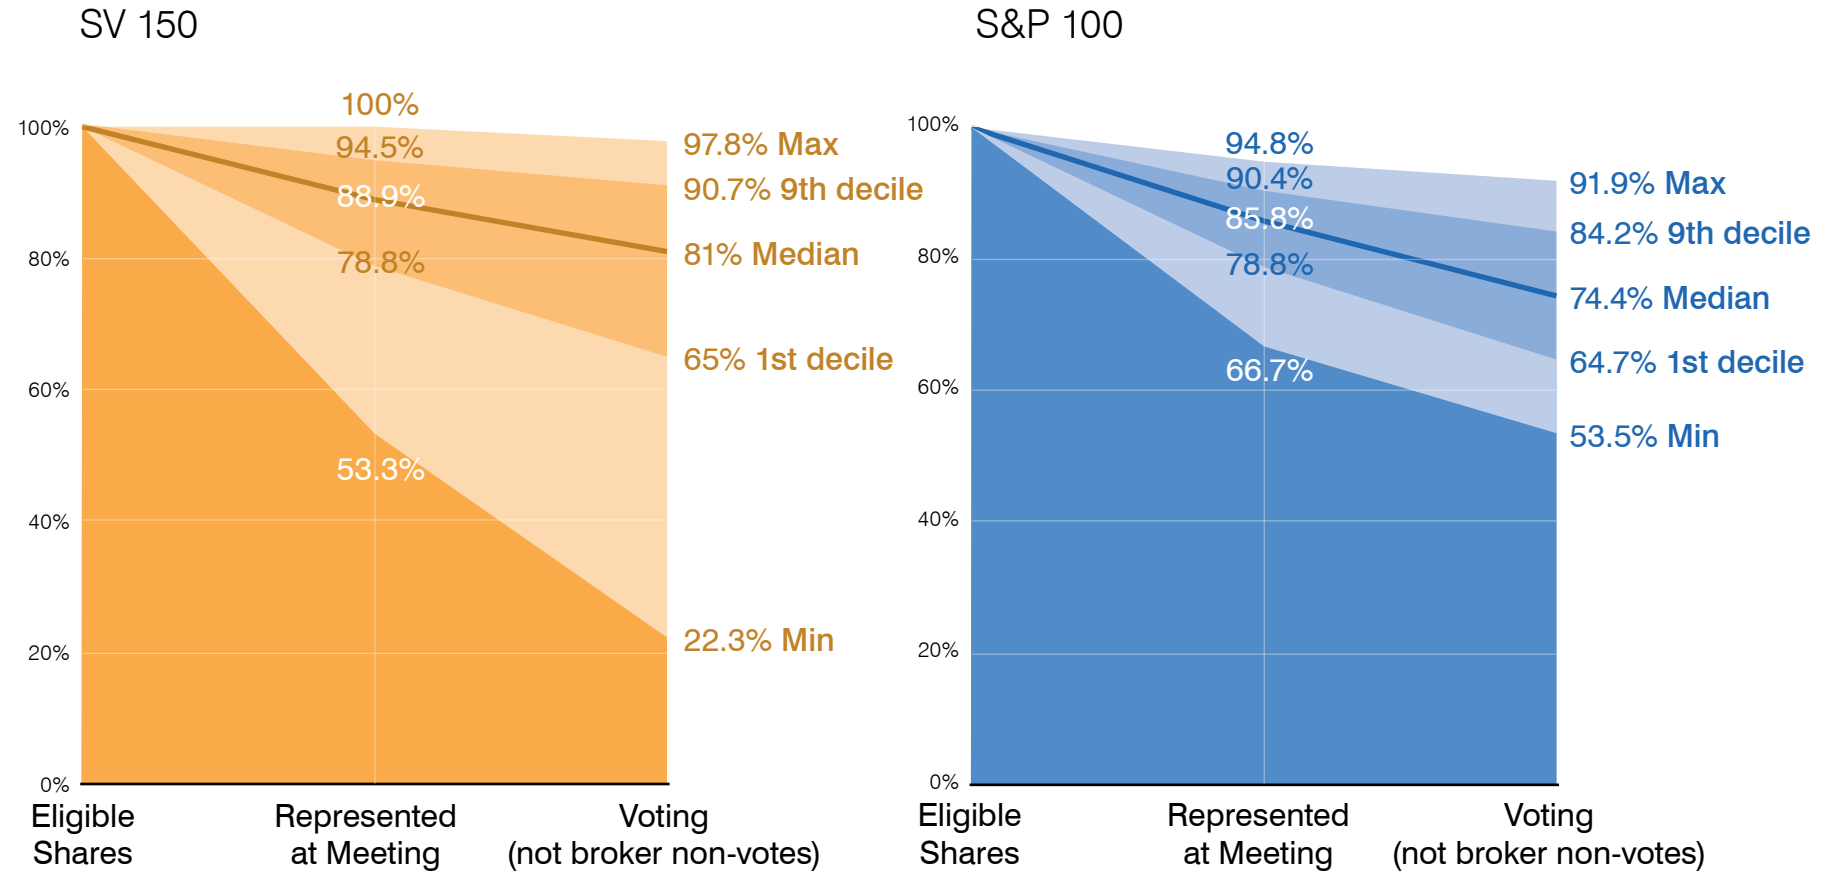 SV 150
100%
80%
60%
40%
20%
0%
100%
94.5%
88.9%
78.8%
53.3%
97.8% Max
90.7% 9th decile
81% Median
65% 1st decile
22.3% Min
Eligible
Shares
Represented
at Meeting
Voting
(not broker non-votes)
S&P 100
100%
80%
60%
40%
20%
0%
94.8%
90.4%
85.8%
78.8%
66.7%
91.9% Max
84.2% 9th decile
74.4% Median
64.7% 1st decile
53.5% Min
Eligible
Shares
Represented
at Meeting
Voting
(not broker non-votes)